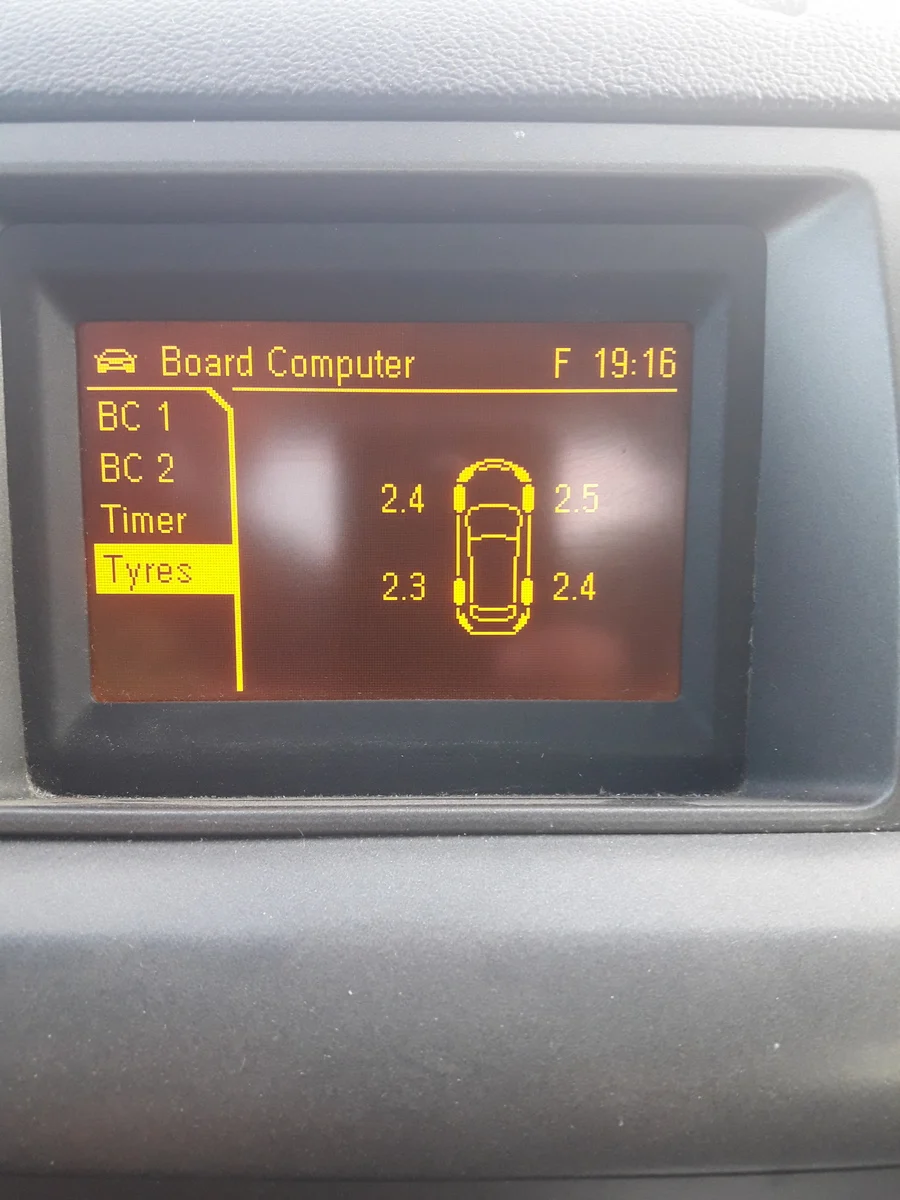 Board Computer F 19:16
BC 1
BC 2
Timer
Tyres
2.4 2.5
2.3 2.4